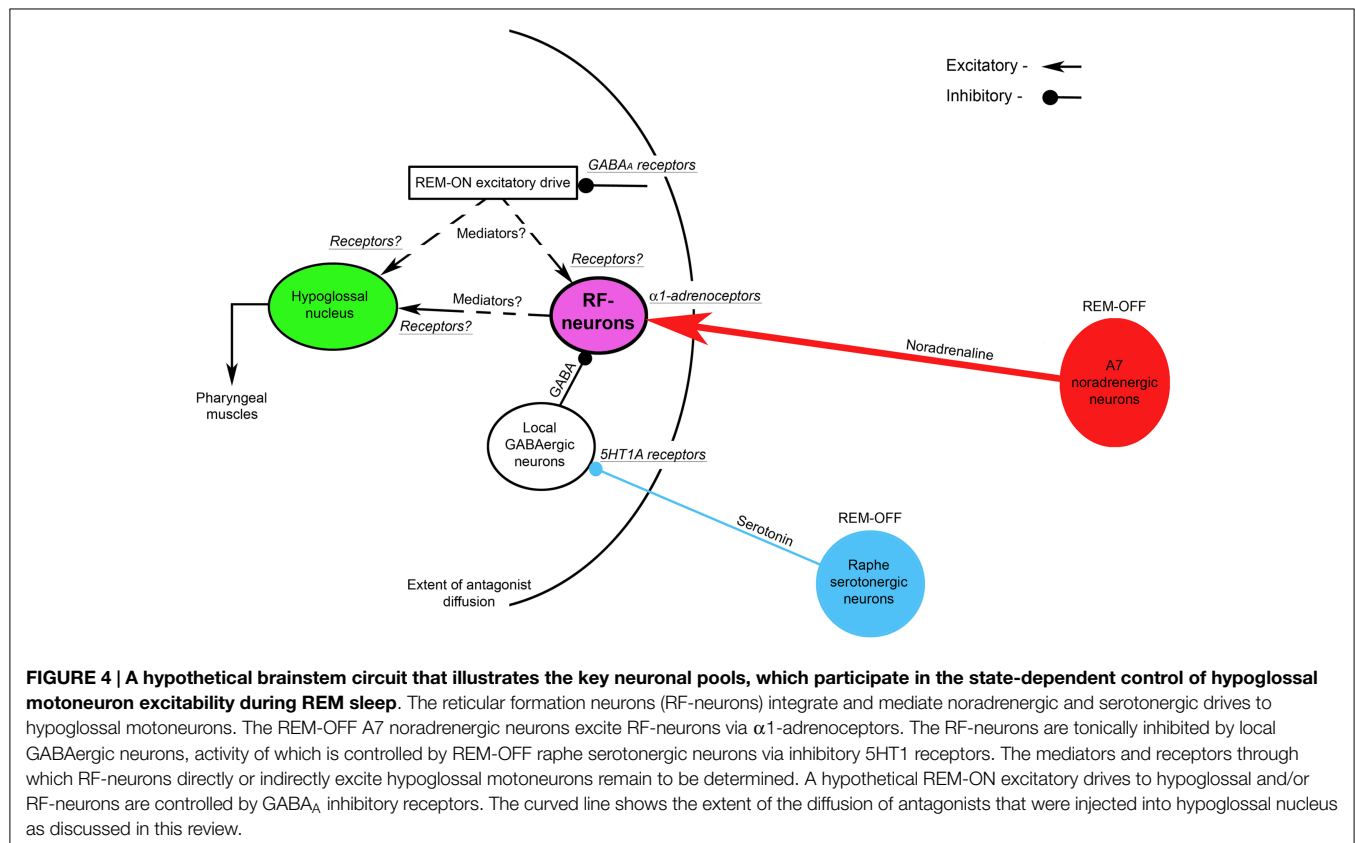 Excitatory -
Inhibitory -
GABAA receptors
REM-ON excitatory drive
Mediators?
Receptors?
Receptors?
Hypoglossal
nucleus
Mediators?
Receptors?
RF-
neurons
α1-adrenoceptors
Noradrenaline
REM-OFF
A7
noradrenergic
neurons
Pharyngeal
muscles
GABA
Local
GABAergic
neurons
5HT1A receptors
Serotonin
REM-OFF
Raphe
serotonergic
neurons
Extent of antagonist
diffusion
FIGURE 4 | A hypothetical brainstem circuit that illustrates the key neuronal pools, which participate in the state-dependent control of hypoglossal
motoneuron excitability during REM sleep. The reticular formation neurons (RF-neurons) integrate and mediate noradrenergic and serotonergic drives to
hypoglossal motoneurons. The REM-OFF A7 noradrenergic neurons excite RF-neurons via α1-adrenoceptors. The RF-neurons are tonically inhibited by local
GABAergic neurons, activity of which is controlled by REM-OFF raphe serotonergic neurons via inhibitory 5HT1 receptors. The mediators and receptors through
which RF-neurons directly or indirectly excite hypoglossal motoneurons remain to be determined. A hypothetical REM-ON excitatory drives to hypoglossal and/or
RF-neurons are controlled by GABAA inhibitory receptors. The curved line shows the extent of the diffusion of antagonists that were injected into hypoglossal nucleus
as discussed in this review.